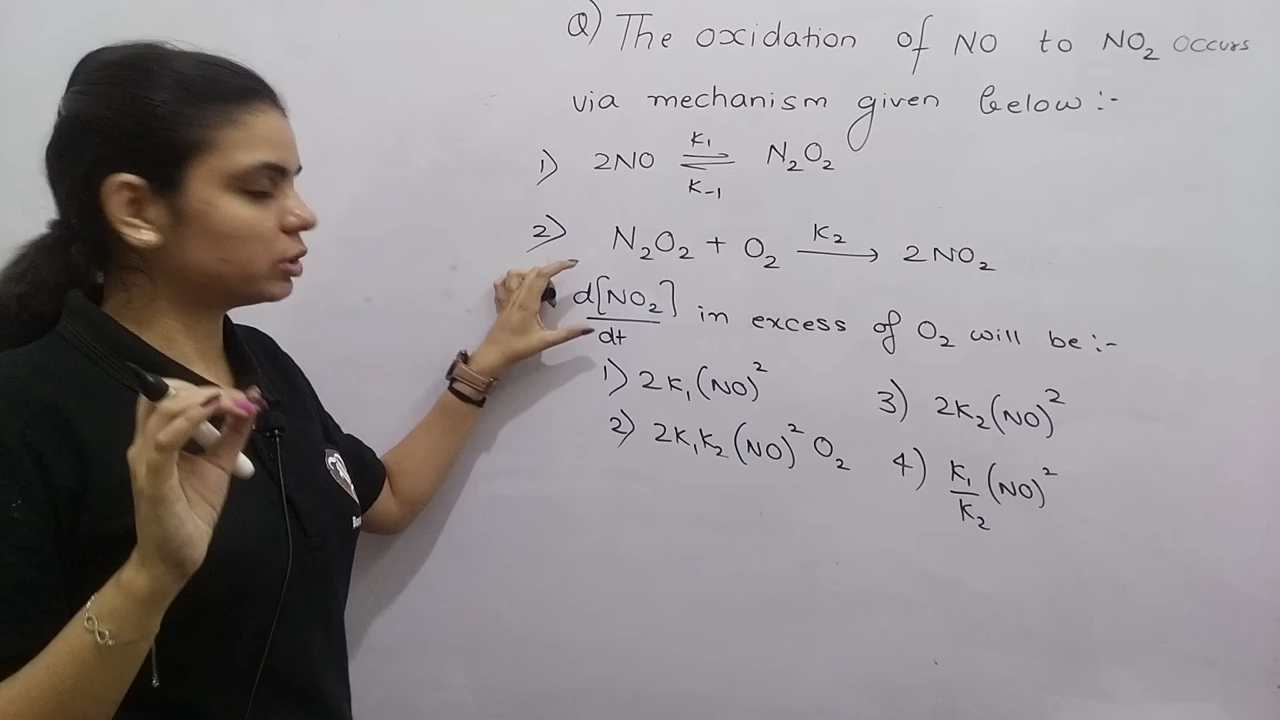 Q) The oxidation of NO to NO₂ occurs
via mechanism given below :-
1) 2NO ⇌ N₂O₂ K₁ K₋₁
2) N₂O₂ + O₂ → 2NO₂ K₂
d[NO₂]/dt in excess of O₂ will be :-
1) 2K₁(NO)² 3) 2K₂(NO)²
2) 2K₁K₂(NO)² O₂ 4) K₁/K₂ (NO)²